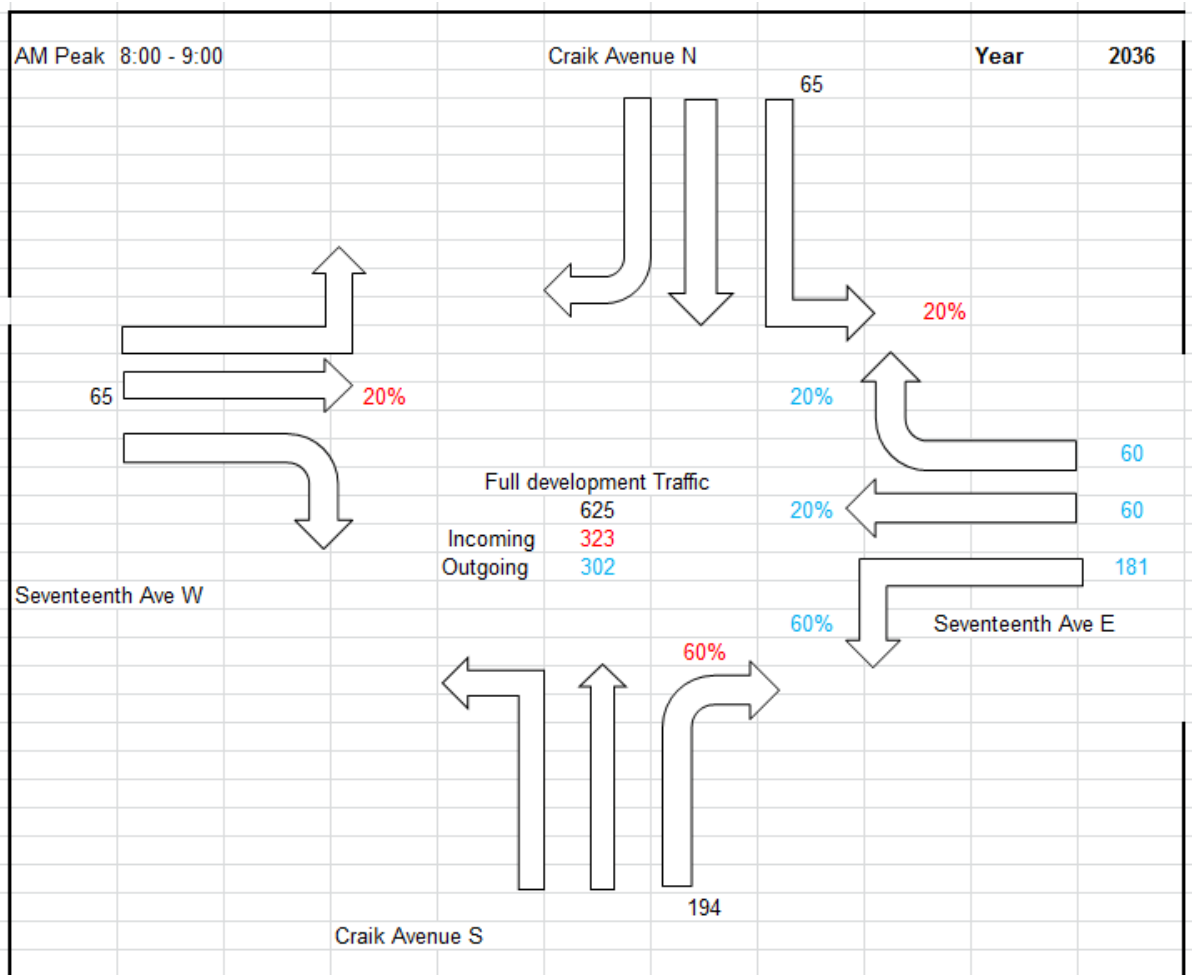 AM Peak 8:00 - 9:00 Craik Avenue N Year 2036
65
20%
65 20% 20%
60
Full development Traffic
625 20% 60
Incoming 323
Outgoing 302 181
Seventeenth Ave W
60% Seventeenth Ave E
60%
194
Craik Avenue S